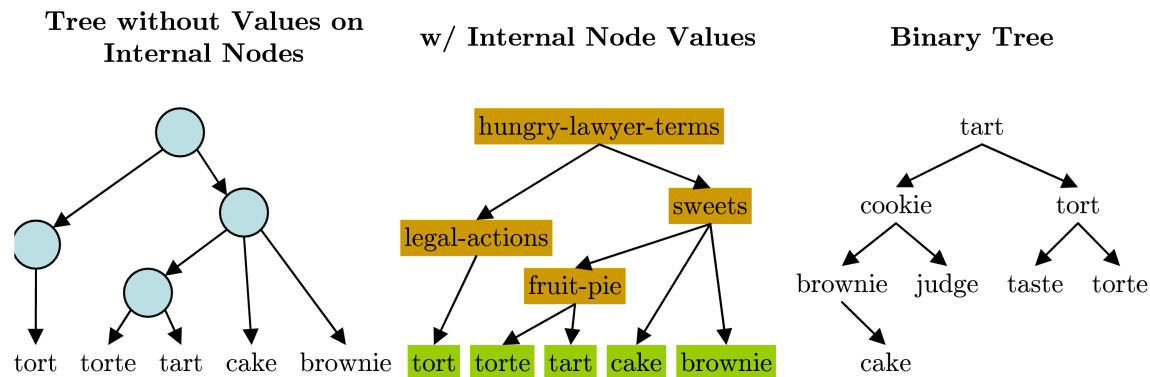 Tree without Values on
Internal Nodes
tort torte tart cake brownie
w/ Internal Node Values
hungry-lawyer-terms
sweets
legal-actions
fruit-pie
tort torte tart cake brownie
Binary Tree
tart
cookie tort
brownie judge taste torte
cake